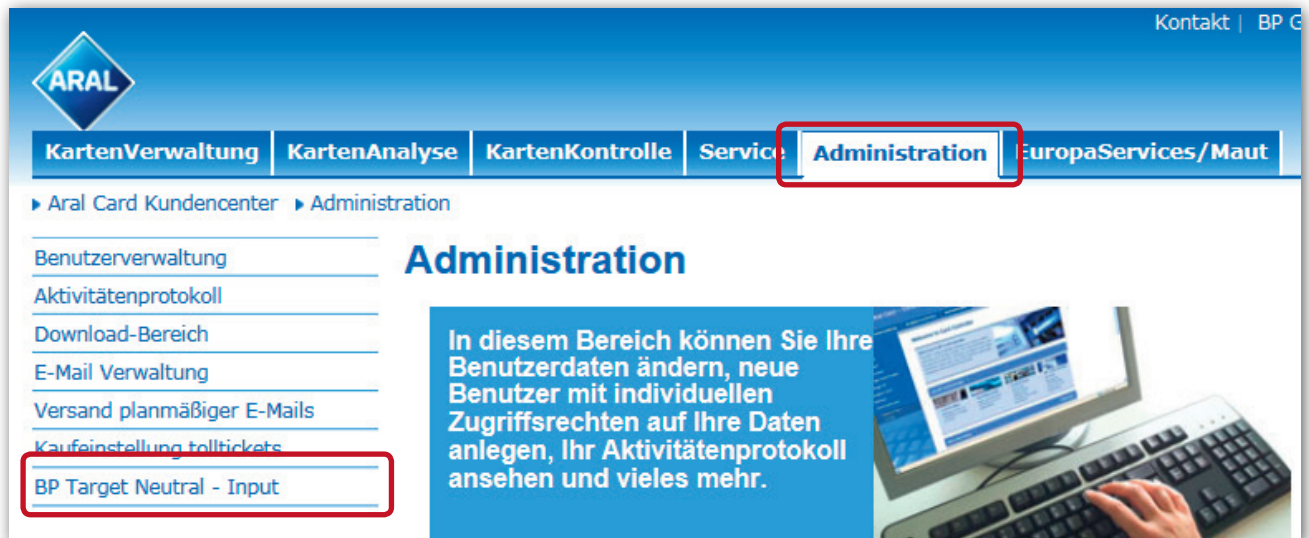 Kontakt | BP G
ARAL
KartenVerwaltung KartenAnalyse KartenKontrolle Service Administration EuropaServices/Maut
Aral Card Kundencenter Administration
Benutzerverwaltung
Aktivitätenprotokoll
Download-Bereich
E-Mail Verwaltung
Versand planmäßiger E-Mails
Kaufeinstellung tolltickets
BP Target Neutral - Input
Administration
In diesem Bereich können Sie Ihre
Benutzerdaten ändern, neue
Benutzer mit individuellen
Zugriffsrechten auf Ihre Daten
anlegen, Ihr Aktivitätenprotokoll
ansehen und vieles mehr.